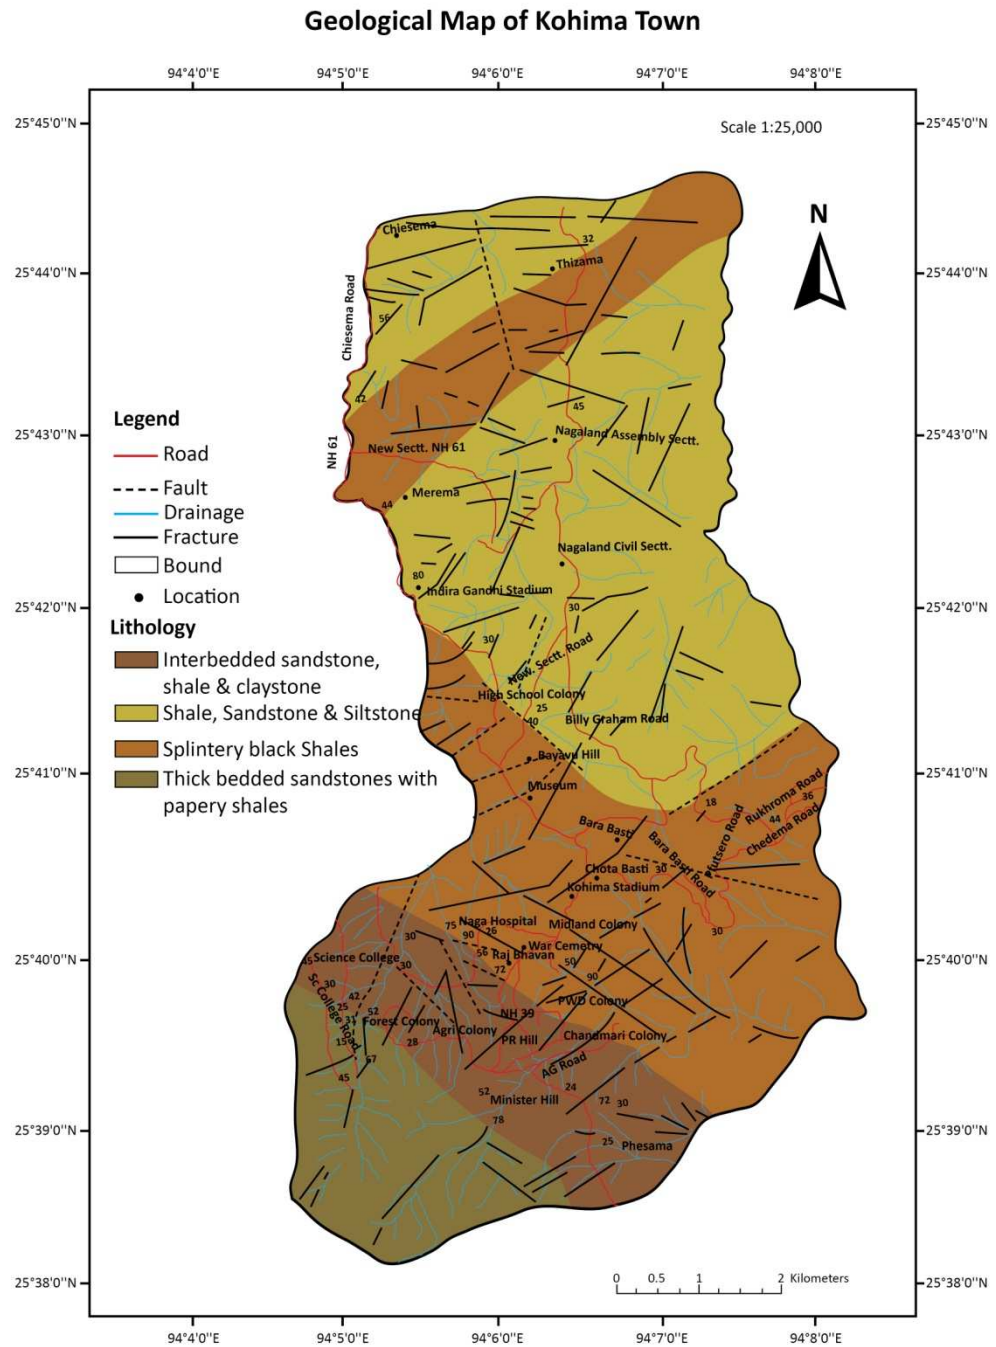 Geological Map of Kohima Town
94°4'0''E 94°5'0''E 94°6'0''E 94°7'0''E 94°8'0''E
25°45'0''N 25°45'0''N
Scale 1:25,000
N
Chiesema
32
Thizama
25°44'0''N 25°44'0''N
Chiesema Road
56
42
45
Legend
Nagaland Assembly Sectt.
25°43'0''N 25°43'0''N
NH 61
New Sectt. NH 61
Road
Fault
Merema
44
Drainage
Fracture
Nagaland Civil Sectt.
Bound
80
Indira Gandhi Stadium
Location
25°42'0''N 25°42'0''N
30
Lithology
30
New. Sectt. Road
Interbedded sandstone,
shale & claystone
High School Colony
25
40
Billy Graham Road
Shale, Sandstone & Siltstone
Splintery black Shales
Bayavu Hill
25°41'0''N 25°41'0''N
Thick bedded sandstones with
papery shales
Museum
18
Rukhroma Road
36
44
Chedema Road
Bara Basti
Bara Basti Road
Chota Basti
30
Kohima Stadium
Naga Hospital
75
90
26
Midland Colony
30
30
War Cemetry
56
Raj Bhavan
72
50
90
25°40'0''N 25°40'0''N
45
Science College
30
30
42
25
52
31
Sc College Road
PWD Colony
NH 39
Forest Colony
Agri Colony
Chandmari Colony
15
28
PR Hill
67
AG Road
45
24
52
Minister Hill
72
30
78
25°39'0''N 25°39'0''N
25
Phesama
25°38'0''N 25°38'0''N
0 0.5 1 2 Kilometers
94°4'0''E 94°5'0''E 94°6'0''E 94°7'0''E 94°8'0''E